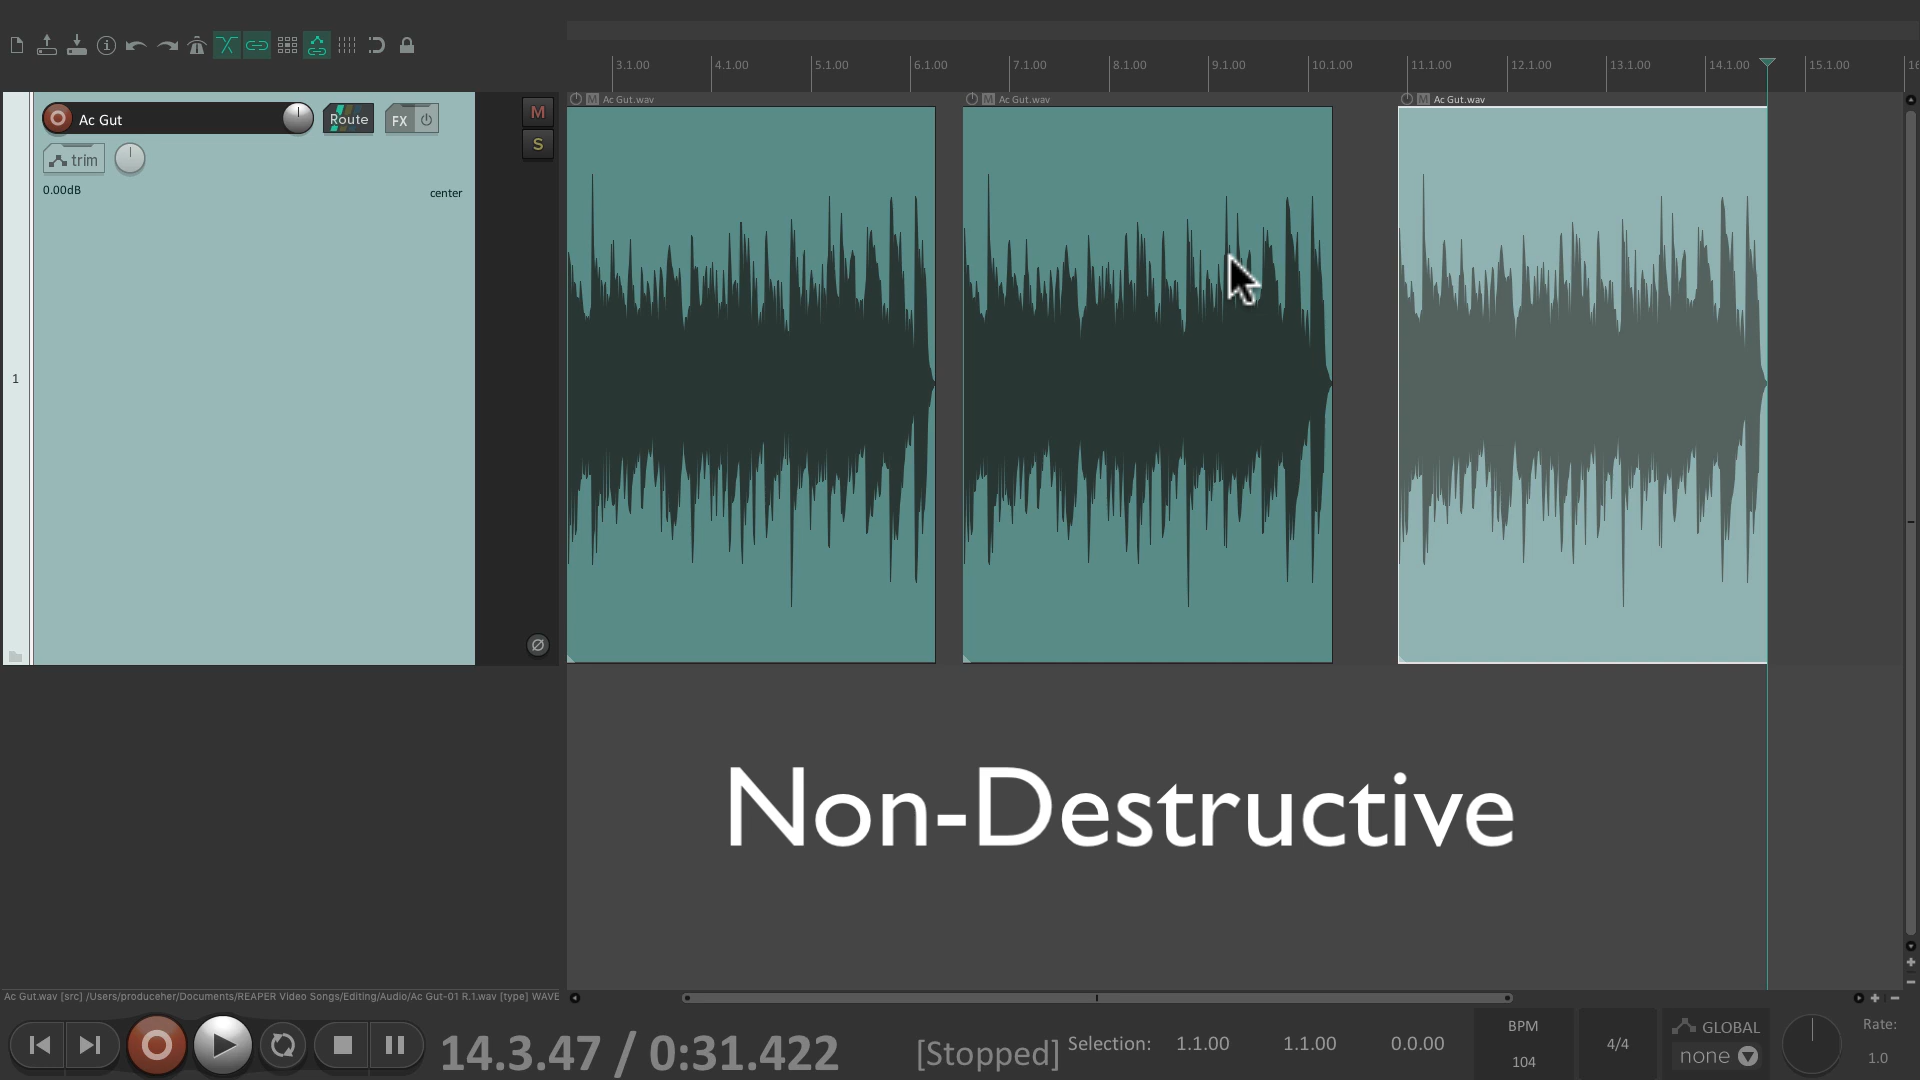 3.1.00 4.1.00 5.1.00 6.1.00 7.1.00 8.1.00 9.1.00 10.1.00 11.1.00 12.1.00 13.1.00 14.1.00 15.1.00 16
M Ac Gut.wav M Ac Gut.wav M Ac Gut.wav
Ac Gut Route FX M
S
trim
0.00dB center
1
Non-Destructive
Ac Gut.wav [src] /Users/produceher/Documents/REAPER Video Songs/Editing/Audio/Ac Gut-01 R.1.wav [type] WAVE
14.3.47 / 0:31.422 [Stopped] Selection: 1.1.00 1.1.00 0.0.00
BPM
104
4/4
GLOBAL
none
Rate:
1.0